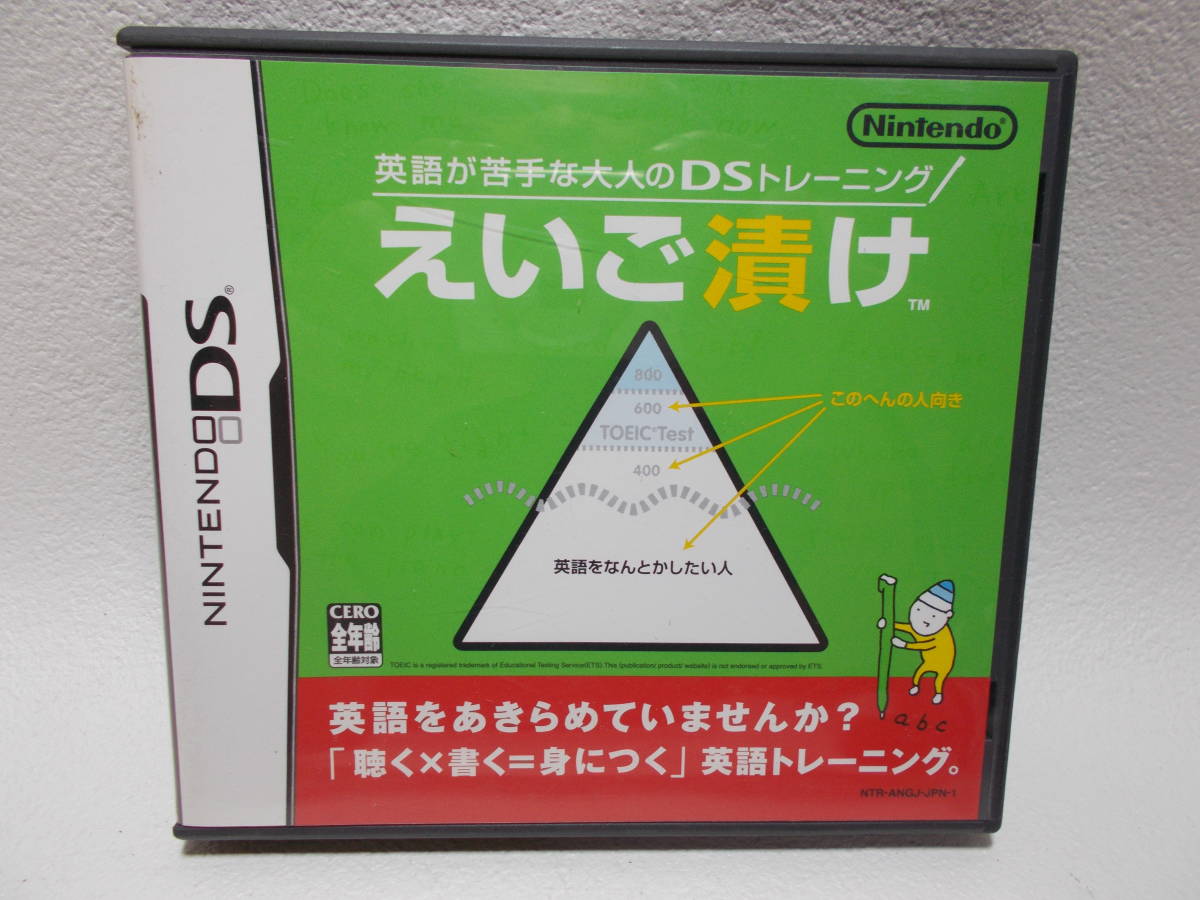 NINTENDO DS®
Nintendo®
英語が苦手な大人のDSトレーニング
えいご漬け™
800
600
TOEIC®Test
400
このへんの人向き
英語をなんとかしたい人
CERO
全年齢
全年齢対象
TOEIC is a registered trademark of Educational Testing Service(ETS).This (publication/ product/ website) is not endorsed or approved by ETS.
abc
英語をあきらめていませんか?
「聴く×書く=身につく」英語トレーニング。
NTR-ANGJ-JPN-1